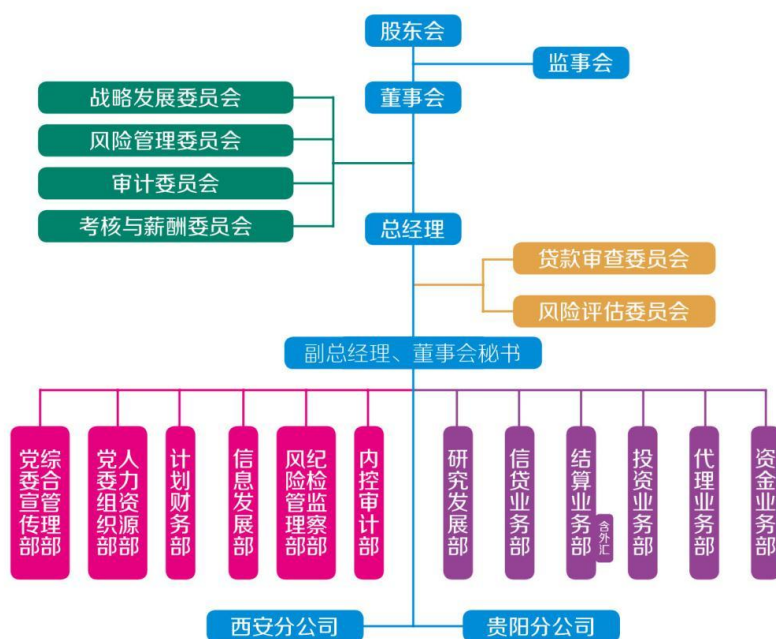 股东会
监事会
董事会
战略发展委员会
风险管理委员会
审计委员会
考核与薪酬委员会
总经理
贷款审查委员会
风险评估委员会
副总经理、董事会秘书
综合管理部
党委宣传部
人力资源部
党委组织部
计划财务部
信息发展部
纪检监察部
风险管理部
内控审计部
研究发展部
信贷业务部
结算业务部
含外汇
投资业务部
代理业务部
资金业务部
西安分公司
贵阳分公司